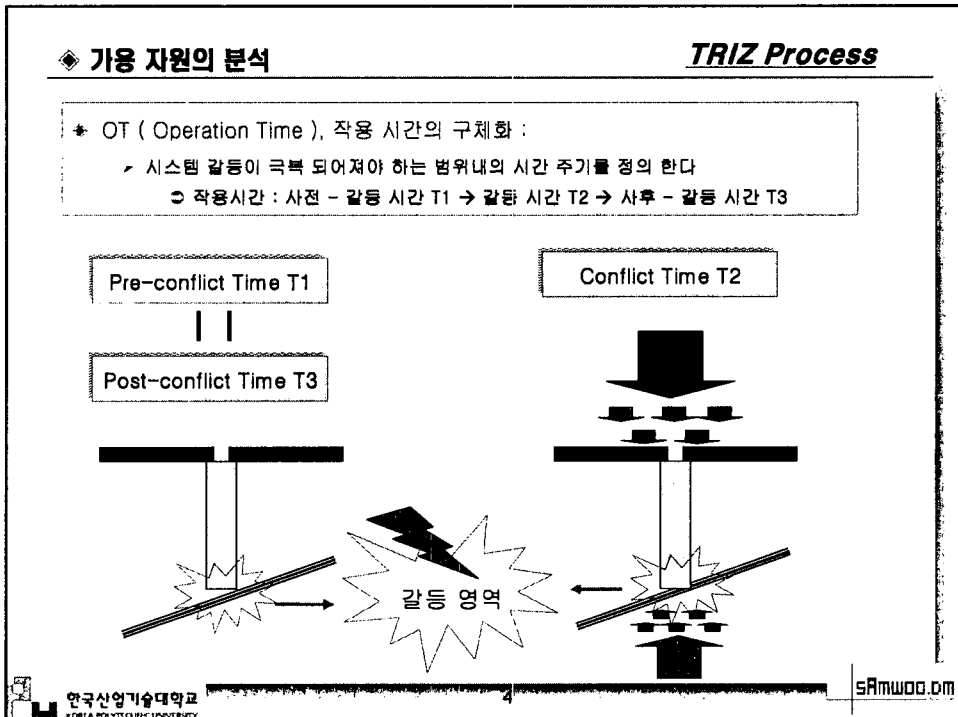 ◈ 가용 자원의 분석
TRIZ Process
OT ( Operation Time ), 작용 시간의 구체화 :
시스템 갈등이 극복 되어져야 하는 범위내의 시간 주기를 정의 한다
➲ 작용시간 : 사전 - 갈등 시간 T1 → 갈등 시간 T2 → 사후 - 갈등 시간 T3
Pre-conflict Time T1
Post-conflict Time T3
Conflict Time T2
갈등 영역
한국산업기술대학교
KOREA POLYTECHNIC UNIVERSITY
4
sAmwoo.Dm